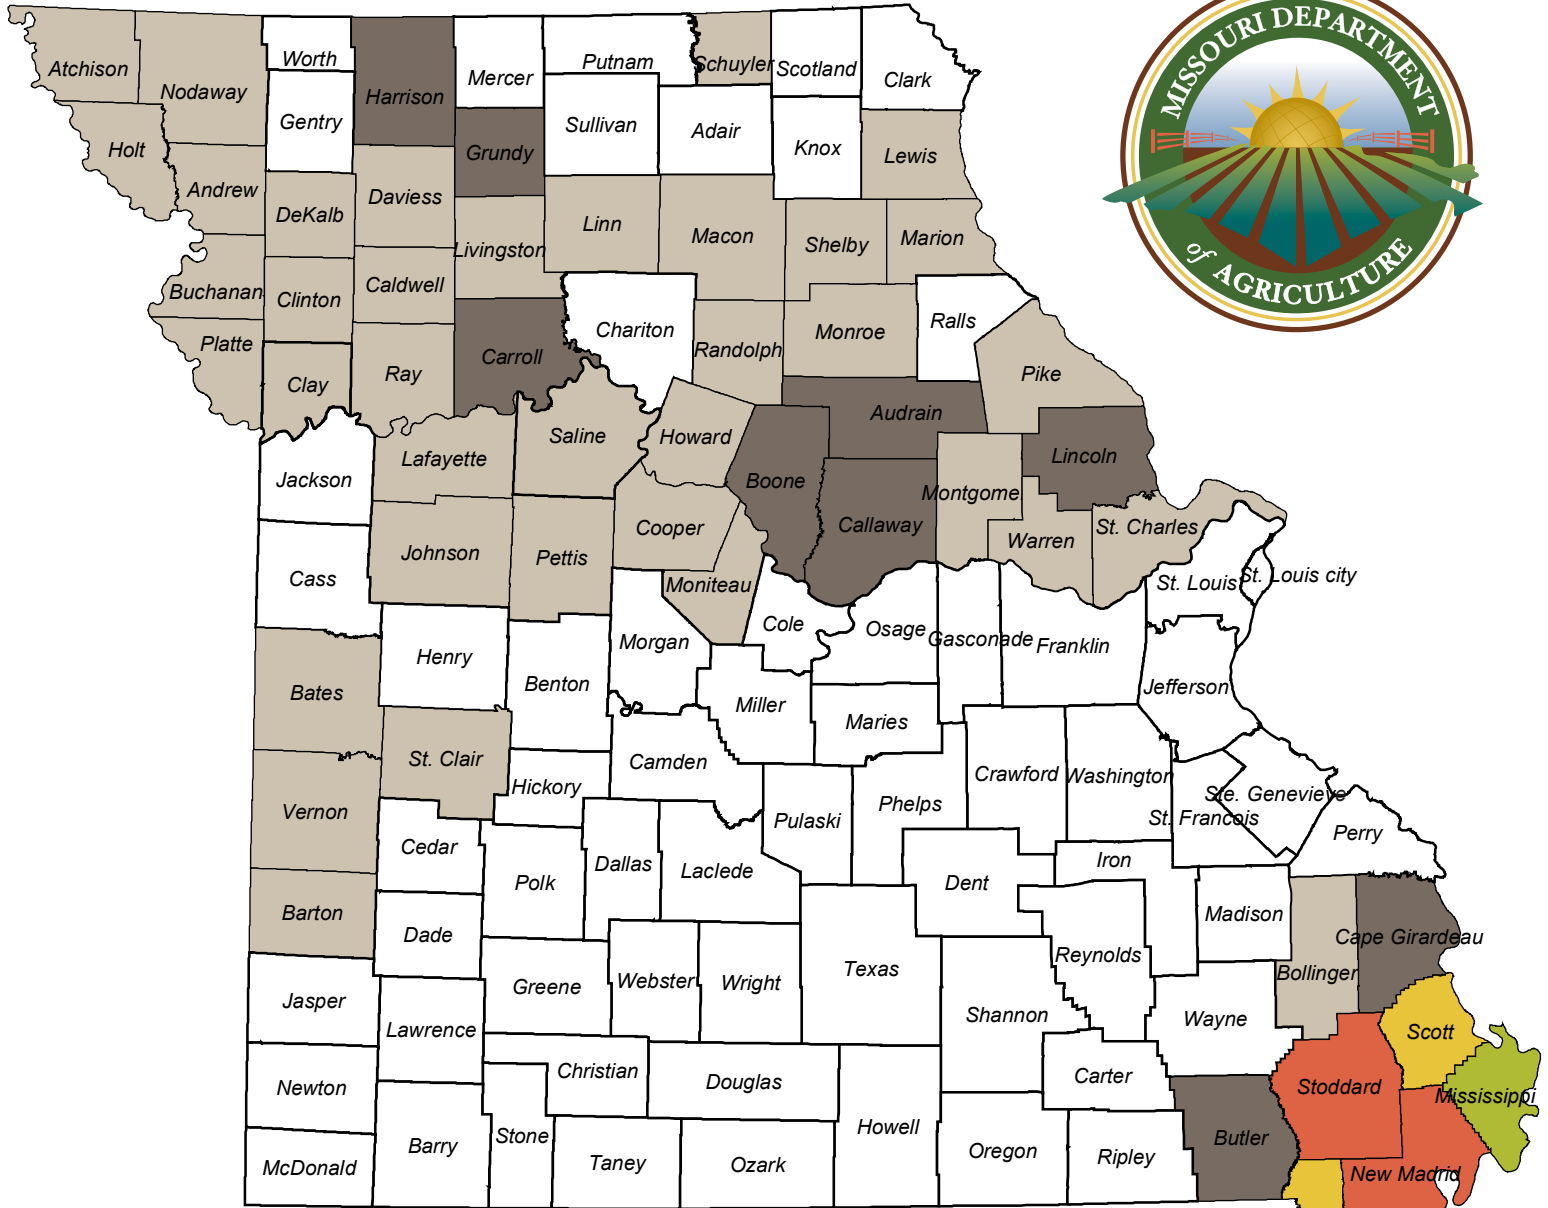 MISSOURI DEPARTMENT
of AGRICULTURE
Worth
Putnam
Schuyler
Scotland
Atchison
Mercer
Clark
Nodaway
Harrison
Gentry
Sullivan
Adair
Holt
Grundy
Knox
Lewis
Andrew
Daviess
DeKalb
Linn
Macon
Marion
Livingston
Shelby
Buchanan
Clinton
Caldwell
Chariton
Monroe
Ralls
Platte
Carroll
Randolph
Clay
Ray
Pike
Audrain
Saline
Howard
Lafayette
Lincoln
Jackson
Boone
Montgome
Cooper
Callaway
St. Charles
Johnson
Pettis
Warren
Cass
Moniteau
St. Louis
St. Louis city
Cole
Osage
Morgan
Gasconade
Franklin
Henry
Benton
Jefferson
Bates
Miller
Maries
St. Clair
Camden
Hickory
Crawford
Washington
Ste. Genevieve
Vernon
Phelps
Pulaski
St. Francois
Perry
Cedar
Dallas
Iron
Laclede
Polk
Dent
Barton
Madison
Dade
Cape Girardeau
Reynolds
Texas
Bollinger
Webster
Wright
Greene
Jasper
Shannon
Wayne
Lawrence
Scott
Christian
Carter
Douglas
Newton
Stoddard
Mississippi
Howell
Stone
Butler
Barry
Oregon
Ripley
Taney
Ozark
McDonald
New Madrid